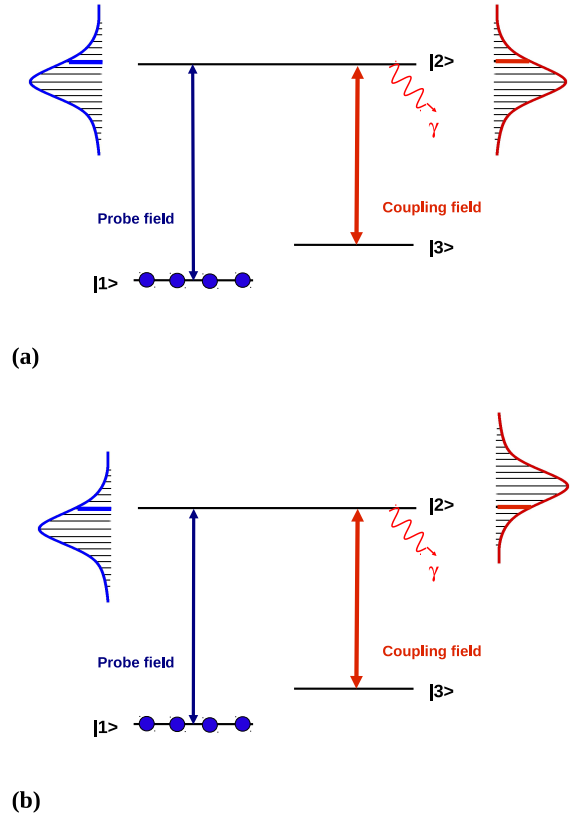 |2>
γ
Coupling field
Probe field
|3>
|1>
(a)
|2>
γ
Coupling field
Probe field
|3>
|1>
(b)